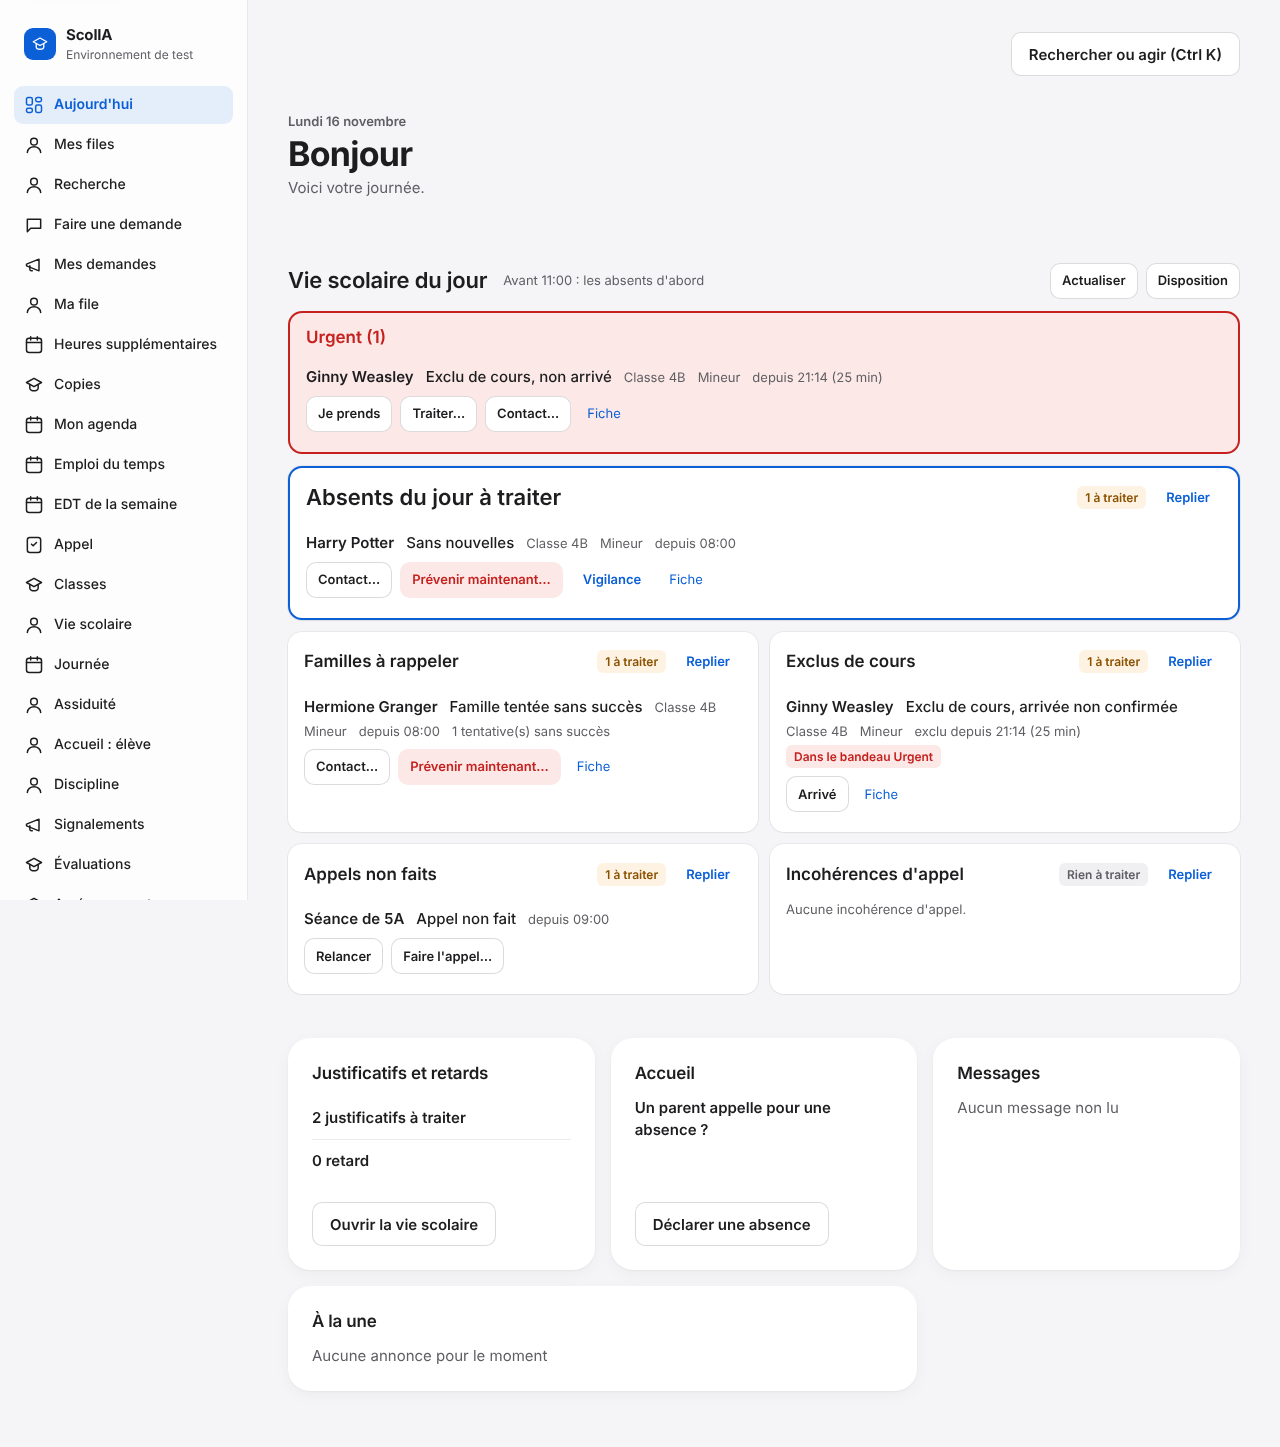 ScolIA
Environnement de test
Aujourd'hui
Mes files
Recherche
Faire une demande
Mes demandes
Ma file
Heures supplémentaires
Copies
Mon agenda
Emploi du temps
EDT de la semaine
Appel
Classes
Vie scolaire
Journée
Assiduité
Accueil : élève
Discipline
Signalements
Évaluations
Rechercher ou agir (Ctrl K)
Lundi 16 novembre
Bonjour
Voici votre journée.
Vie scolaire du jour Avant 11:00 : les absents d'abord Actualiser Disposition
Urgent (1)
Ginny Weasley Exclu de cours, non arrivé Classe 4B Mineur depuis 21:14 (25 min)
Je prends Traiter... Contact... Fiche
Absents du jour à traiter 1 à traiter Replier
Harry Potter Sans nouvelles Classe 4B Mineur depuis 08:00
Contact... Prévenir maintenant... Vigilance Fiche
Familles à rappeler 1 à traiter Replier
Hermione Granger Famille tentée sans succès Classe 4B
Mineur depuis 08:00 1 tentative(s) sans succès
Contact... Prévenir maintenant... Fiche
Exclus de cours 1 à traiter Replier
Ginny Weasley Exclu de cours, arrivée non confirmée
Classe 4B Mineur exclu depuis 21:14 (25 min)
Dans le bandeau Urgent
Arrivé Fiche
Appels non faits 1 à traiter Replier
Séance de 5A Appel non fait depuis 09:00
Relancer Faire l'appel...
Incohérences d'appel Rien à traiter Replier
Aucune incohérence d'appel.
Justificatifs et retards
2 justificatifs à traiter
0 retard
Ouvrir la vie scolaire
Accueil
Un parent appelle pour une
absence ?
Déclarer une absence
Messages
Aucun message non lu
À la une
Aucune annonce pour le moment